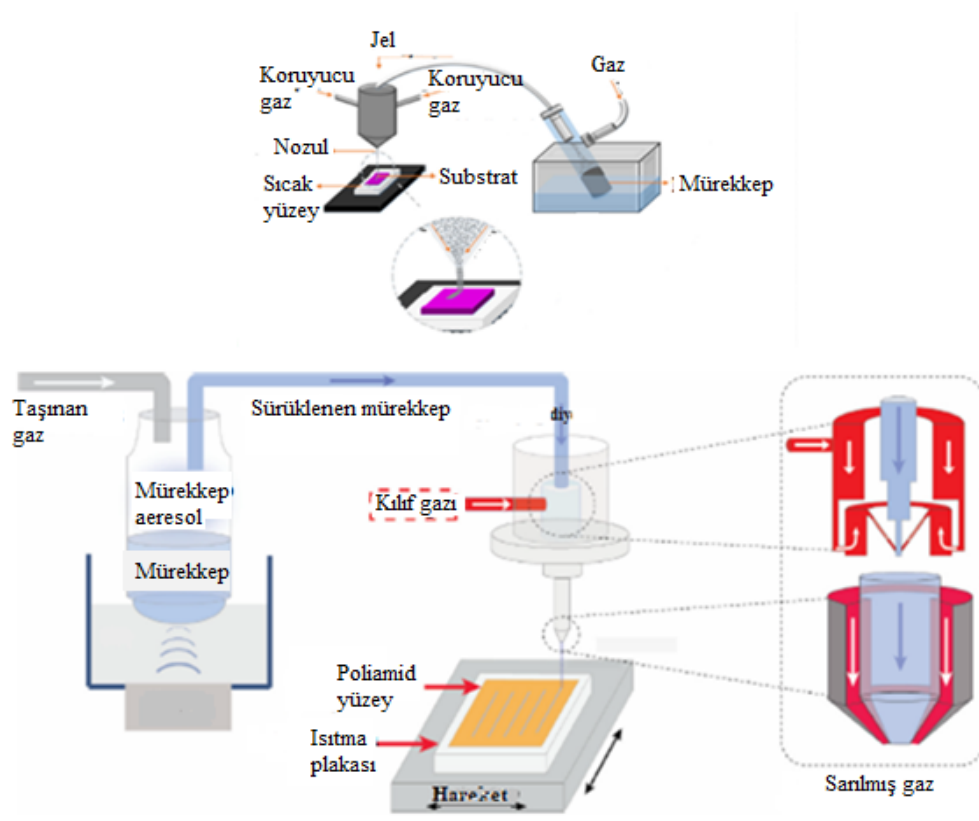 Jel
Koruyucu
gaz
Koruyucu
gaz
Gaz
Nozul
Sıcak
yüzey
Substrat
Mürekkep
Taşınan
gaz
Sürüklenen mürekkep
diy
Mürekkep
aeresol
Mürekkep
Kılıf gazı
Poliamid
yüzey
Isıtma
plakası
Hareket
Sarılmış gaz